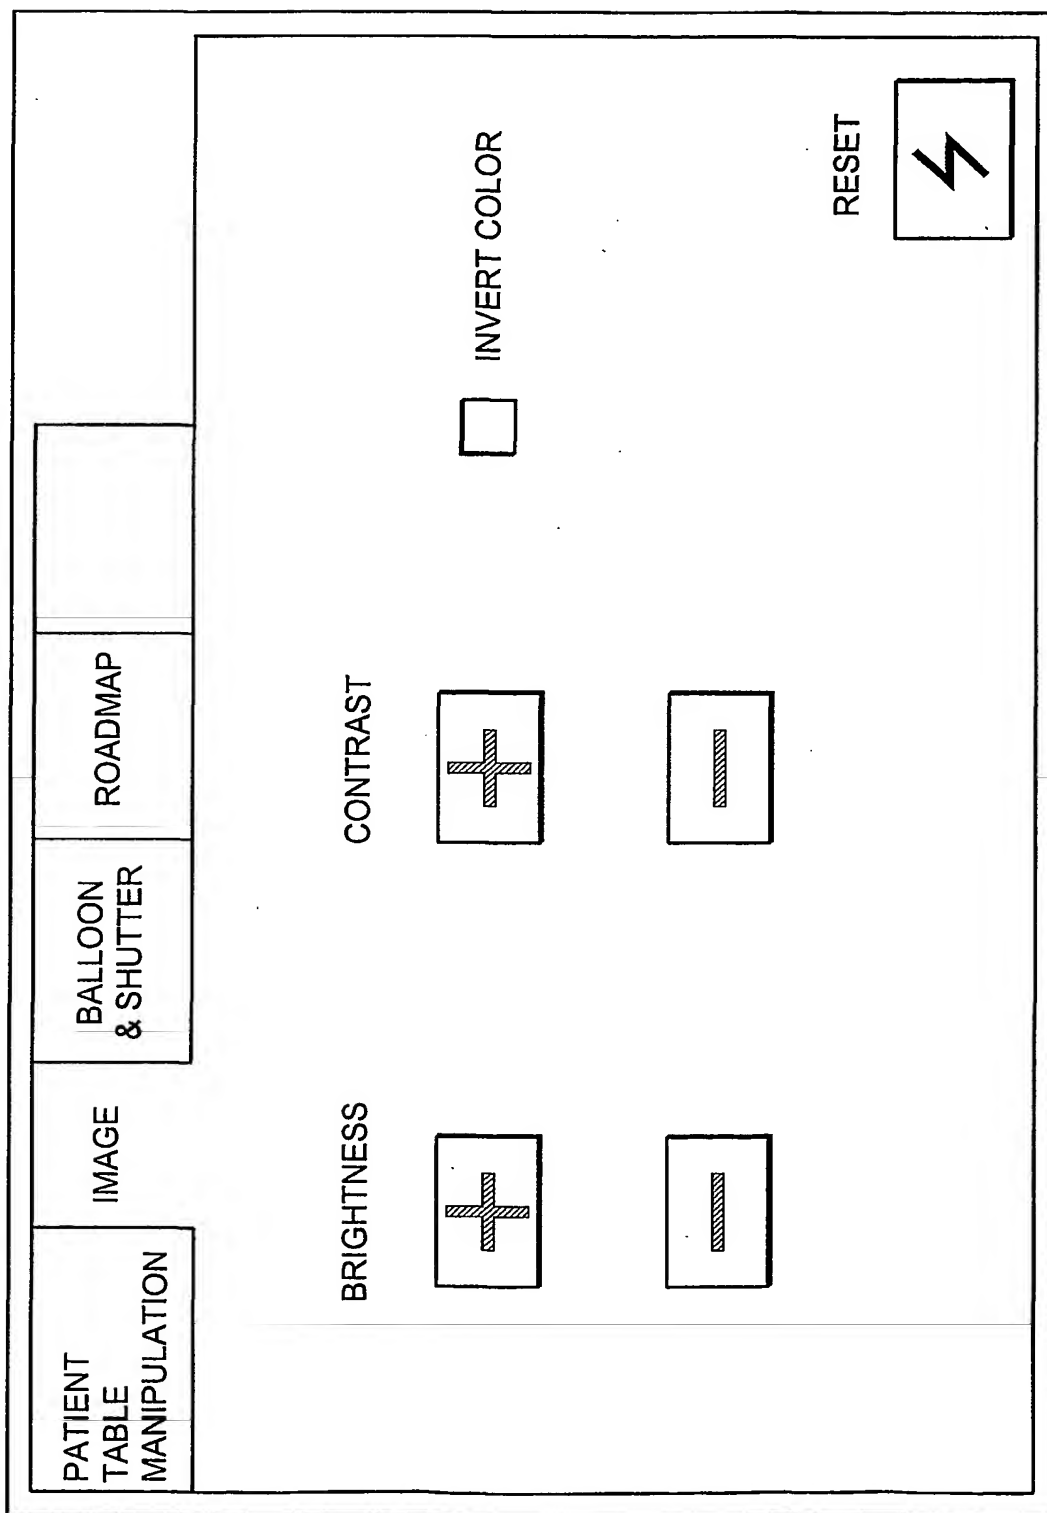 PATIENT
TABLE
MANIPULATION
IMAGE
BALLOON
& SHUTTER
ROADMAP
BRIGHTNESS
CONTRAST
INVERT COLOR
RESET